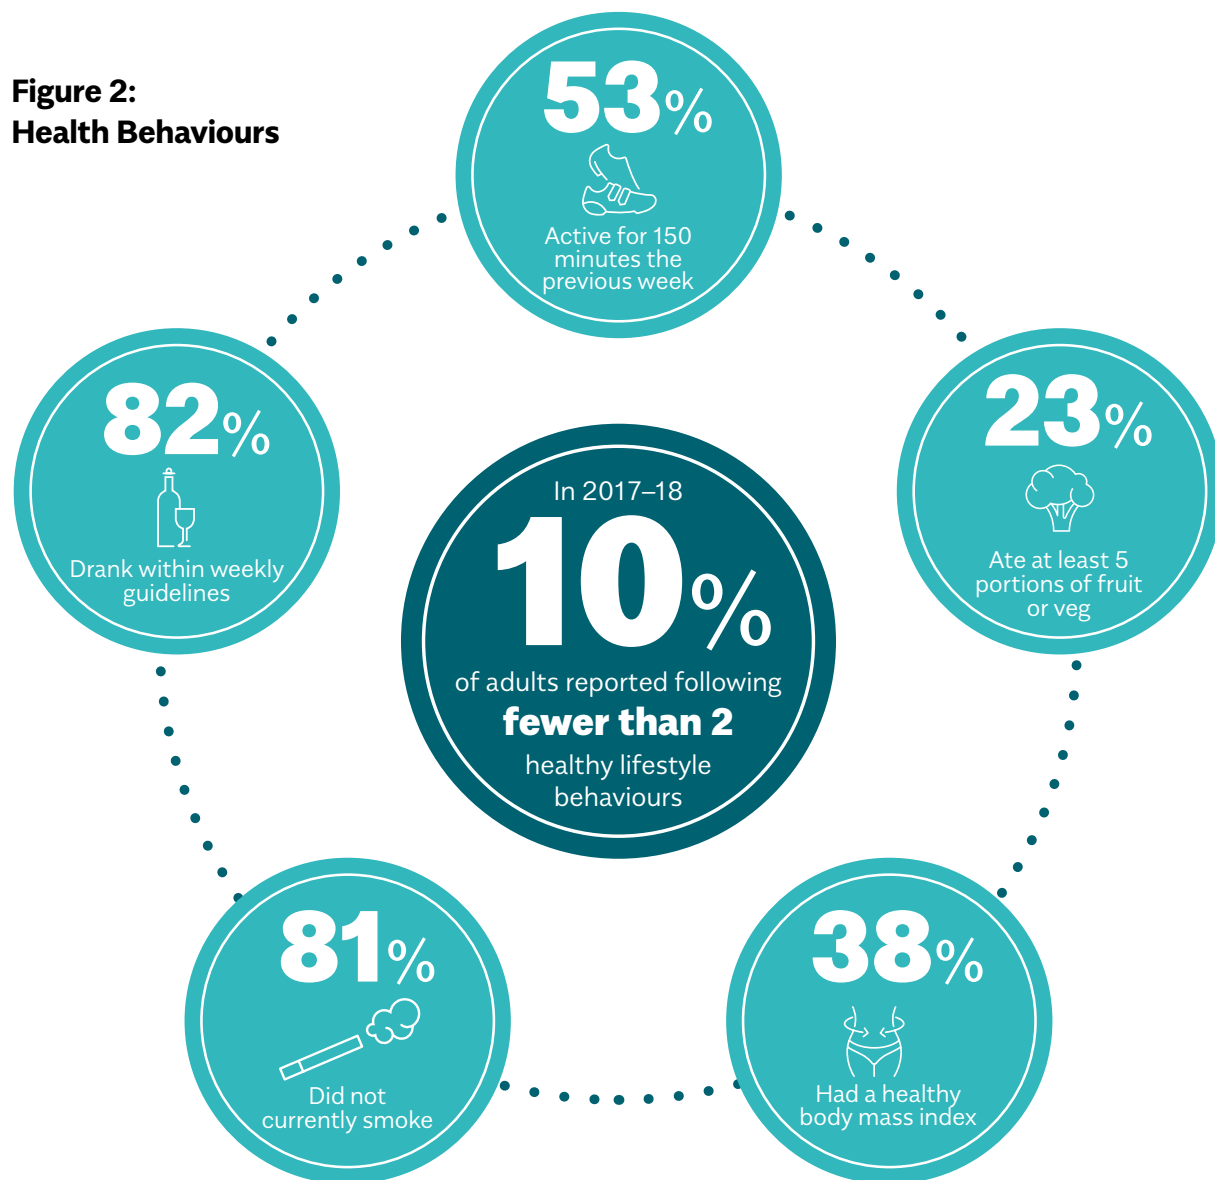 Figure 2:
Health Behaviours
53%
Active for 150
minutes the
previous week
82%
Drank within weekly
guidelines
23%
Ate at least 5
portions of fruit
or veg
In 2017–18
10%
of adults reported following
fewer than 2
healthy lifestyle
behaviours
81%
Did not
currently smoke
38%
Had a healthy
body mass index